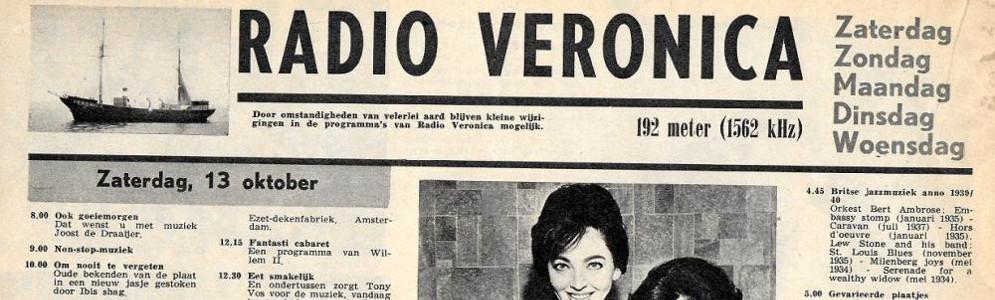 RADIO VERONICA
Door omstandigheden van velerlei aard blijven kleine wijzi-
gingen in de programma's van Radio Veronica mogelijk.
192 meter (1562 kHz)
Zaterdag
Zondag
Maandag
Dinsdag
Woensdag
Zaterdag, 13 oktober
8.00 Ook goeiemorgen
Dat wenst u met muziek
Joost de Draaijer.
9.00 Non-stop-muziek
10.00 Om nooit te vergeten
Oude bekenden van de plaat
in een nieuw jasje gestoken
door Ibis shag.
Ezet-dekenfabriek, Amster-
dam.
12.15 Fantasti cabaret
Een programma van Wil-
lem II.
12.30 Eet smakelijk
En ondertussen zorgt Tony
Vos voor de muziek, vandaag
4.45 Britse jazzmuziek anno 1939/
40
Orkest Bert Ambrose: Em-
bassy stomp (januari 1935) -
Caravan (juli 1937) - Hors
d'oeuvre (januari 1935).
Lew Stone and his band:
St. Louis Blues (november
1935) - Milenberg joys (mei
1934) - Serenade for a
wealthy widow (mei 1934).
5.00 Gevarieerde plaatjes